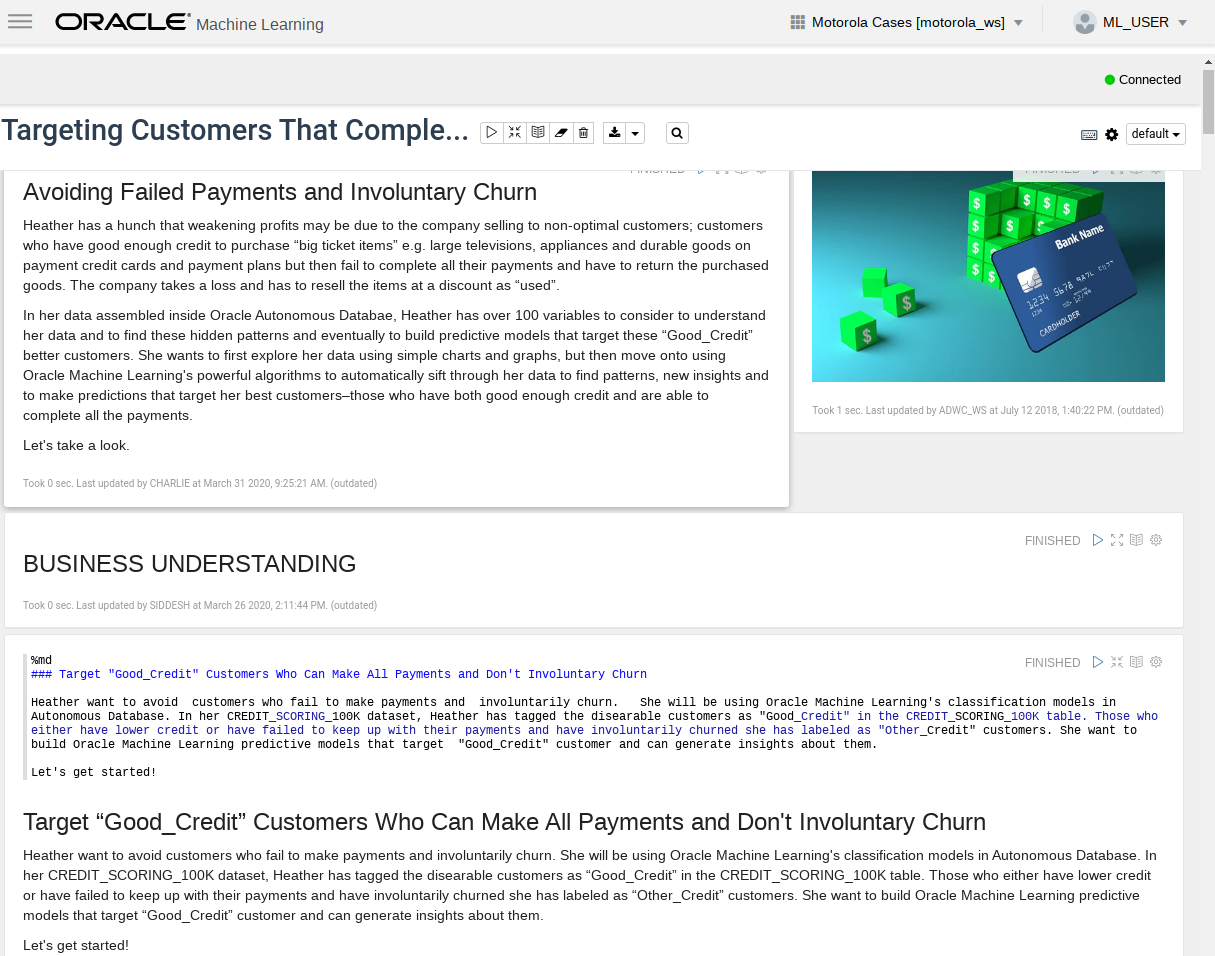 ORACLE® Machine Learning
Motorola Cases [motorola_ws]
ML_USER
Connected
Targeting Customers That Comple...
default
FINISHED
Avoiding Failed Payments and Involuntary Churn
Heather has a hunch that weakening profits may be due to the company selling to non-optimal customers; customers
who have good enough credit to purchase “big ticket items” e.g. large televisions, appliances and durable goods on
payment credit cards and payment plans but then fail to complete all their payments and have to return the purchased
goods. The company takes a loss and has to resell the items at a discount as “used”.
In her data assembled inside Oracle Autonomous Databae, Heather has over 100 variables to consider to understand
her data and to find these hidden patterns and eventually to build predictive models that target these “Good_Credit”
better customers. She wants to first explore her data using simple charts and graphs, but then move onto using
Oracle Machine Learning's powerful algorithms to automatically sift through her data to find patterns, new insights and
to make predictions that target her best customers–those who have both good enough credit and are able to
complete all the payments.
Let's take a look.
Took 0 sec. Last updated by CHARLIE at March 31 2020, 9:25:21 AM. (outdated)
FINISHED
$ $ $ $
$ $
$ $
$ $
$
$
Bank Name
1234 5678
12/99
1234
CARDHOLDER
Took 1 sec. Last updated by ADWC_WS at July 12 2018, 1:40:22 PM. (outdated)
FINISHED
BUSINESS UNDERSTANDING
Took 0 sec. Last updated by SIDDESH at March 26 2020, 2:11:44 PM. (outdated)
FINISHED
%md
### Target "Good_Credit" Customers Who Can Make All Payments and Don't Involuntary Churn
Heather want to avoid  customers who fail to make payments and  involuntarily churn.   She will be using Oracle Machine Learning's classification models in
Autonomous Database. In her CREDIT_SCORING_100K dataset, Heather has tagged the disearable customers as "Good_Credit" in the CREDIT_SCORING_100K table. Those who
either have lower credit or have failed to keep up with their payments and have involuntarily churned she has labeled as "Other_Credit" customers. She want to
build Oracle Machine Learning predictive models that target  "Good_Credit" customer and can generate insights about them.
Let's get started!
Target “Good_Credit” Customers Who Can Make All Payments and Don't Involuntary Churn
Heather want to avoid customers who fail to make payments and involuntarily churn. She will be using Oracle Machine Learning's classification models in Autonomous Database. In
her CREDIT_SCORING_100K dataset, Heather has tagged the disearable customers as “Good_Credit” in the CREDIT_SCORING_100K table. Those who either have lower credit
or have failed to keep up with their payments and have involuntarily churned she has labeled as “Other_Credit” customers. She want to build Oracle Machine Learning predictive
models that target “Good_Credit” customer and can generate insights about them.
Let's get started!